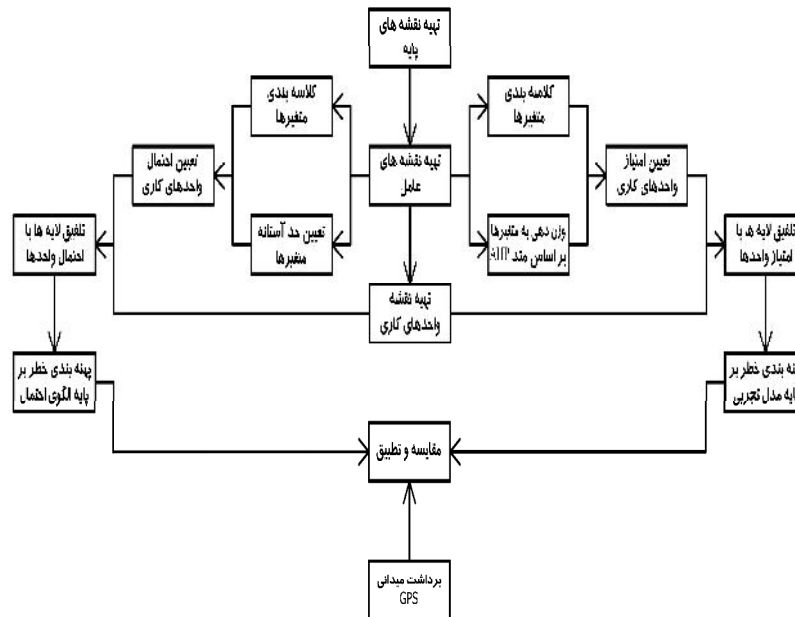 تهیه نقشه های
پایه
کلاسه بندی
متغیرها
کلاسه بندی
متغیرها
تعیین امتیاز
واحدهای کاری
تهیه نقشه های
عامل
تعیین احتمال
واحدهای کاری
تلفیق لایه ها با
امتیاز واحدها
وزن دهی به متغیرها
بر اساس متد AHP
تعیین حد آستانه
متغیرها
تلفیق لایه ها با
احتمال واحدها
تهیه نقشه
واحدهای کاری
نه بندی خطر بر
ایه مدل تجربی
پهنه بندی خطر بر
پایه الگوی احتمال
مقایسه و تطبیق
برداشت میدانی
GPS